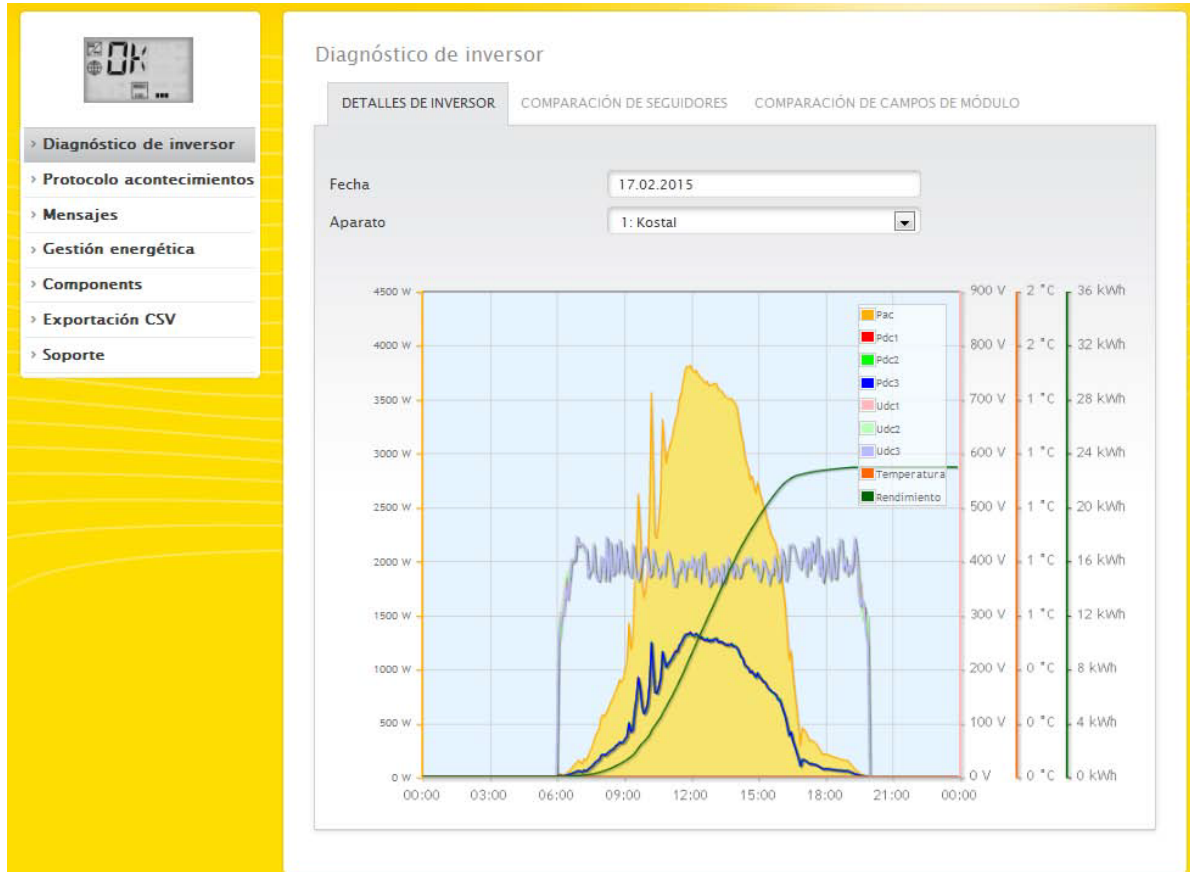 OK
Diagnóstico de inversor
Protocolo acontecimientos
Mensajes
Gestión energética
Components
Exportación CSV
Soporte
Diagnóstico de inversor
DETALLES DE INVERSOR COMPARACIÓN DE SEGUIDORES COMPARACIÓN DE CAMPOS DE MÓDULO
Fecha 17.02.2015
Aparato 1: Kostal
4500 W 900 V 2 °C 36 kWh
4000 W 800 V 2 °C 32 kWh
3500 W 700 V 1 °C 28 kWh
3000 W 600 V 1 °C 24 kWh
2500 W 500 V 1 °C 20 kWh
2000 W 400 V 1 °C 16 kWh
1500 W 300 V 1 °C 12 kWh
1000 W 200 V 0 °C 8 kWh
500 W 100 V 0 °C 4 kWh
0 W 0 V 0 °C 0 kWh
Pac
Pdc1
Pdc2
Pdc3
Udc1
Udc2
Udc3
Temperatura
Rendimiento
00:00 03:00 06:00 09:00 12:00 15:00 18:00 21:00 00:00